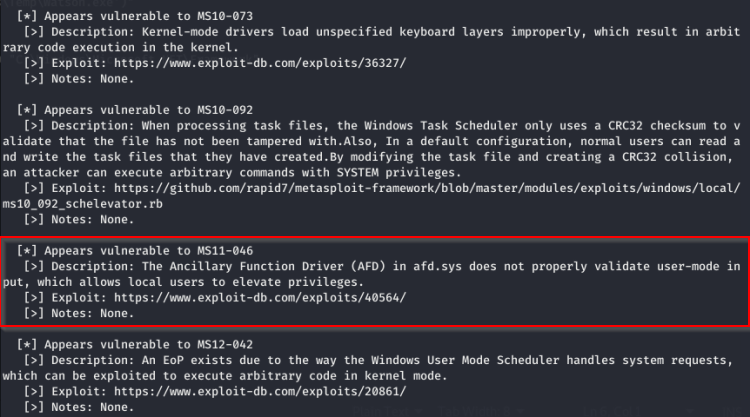 [*] Appears vulnerable to MS10-073
[>] Description: Kernel-mode drivers load unspecified keyboard layers improperly, which result in arbit
rary code execution in the kernel.
[>] Exploit: https://www.exploit-db.com/exploits/36327/
[>] Notes: None.
[*] Appears vulnerable to MS10-092
[>] Description: When processing task files, the Windows Task Scheduler only uses a CRC32 checksum to v
alidate that the file has not been tampered with.Also, In a default configuration, normal users can read a
nd write the task files that they have created.By modifying the task file and creating a CRC32 collision,
an attacker can execute arbitrary commands with SYSTEM privileges.
[>] Exploit: https://github.com/rapid7/metasploit-framework/blob/master/modules/exploits/windows/local/
ms10_092_schelevator.rb
[>] Notes: None.
[*] Appears vulnerable to MS11-046
[>] Description: The Ancillary Function Driver (AFD) in afd.sys does not properly validate user-mode in
put, which allows local users to elevate privileges.
[>] Exploit: https://www.exploit-db.com/exploits/40564/
[>] Notes: None.
[*] Appears vulnerable to MS12-042
[>] Description: An EoP exists due to the way the Windows User Mode Scheduler handles system requests,
which can be exploited to execute arbitrary code in kernel mode.
[>] Exploit: https://www.exploit-db.com/exploits/20861/
[>] Notes: None.